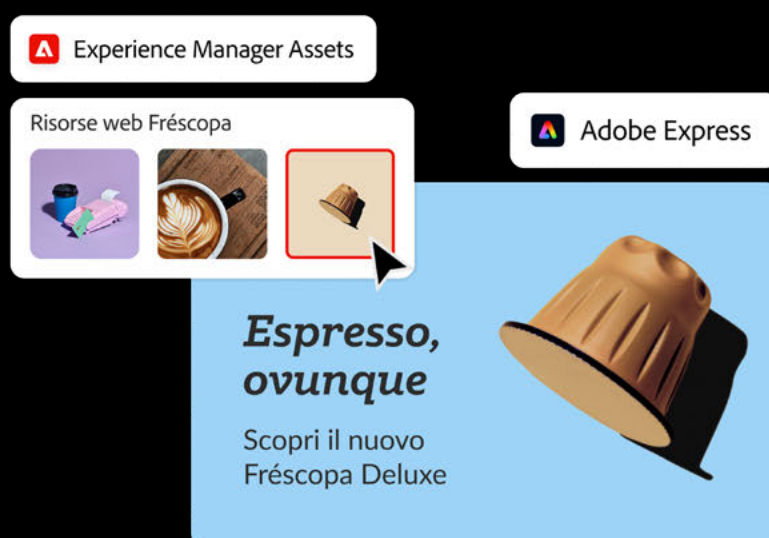 Experience Manager Assets
Risorse web Fréscopa
Adobe Express
Espresso,
ovunque
Scopri il nuovo
Fréscopa Deluxe